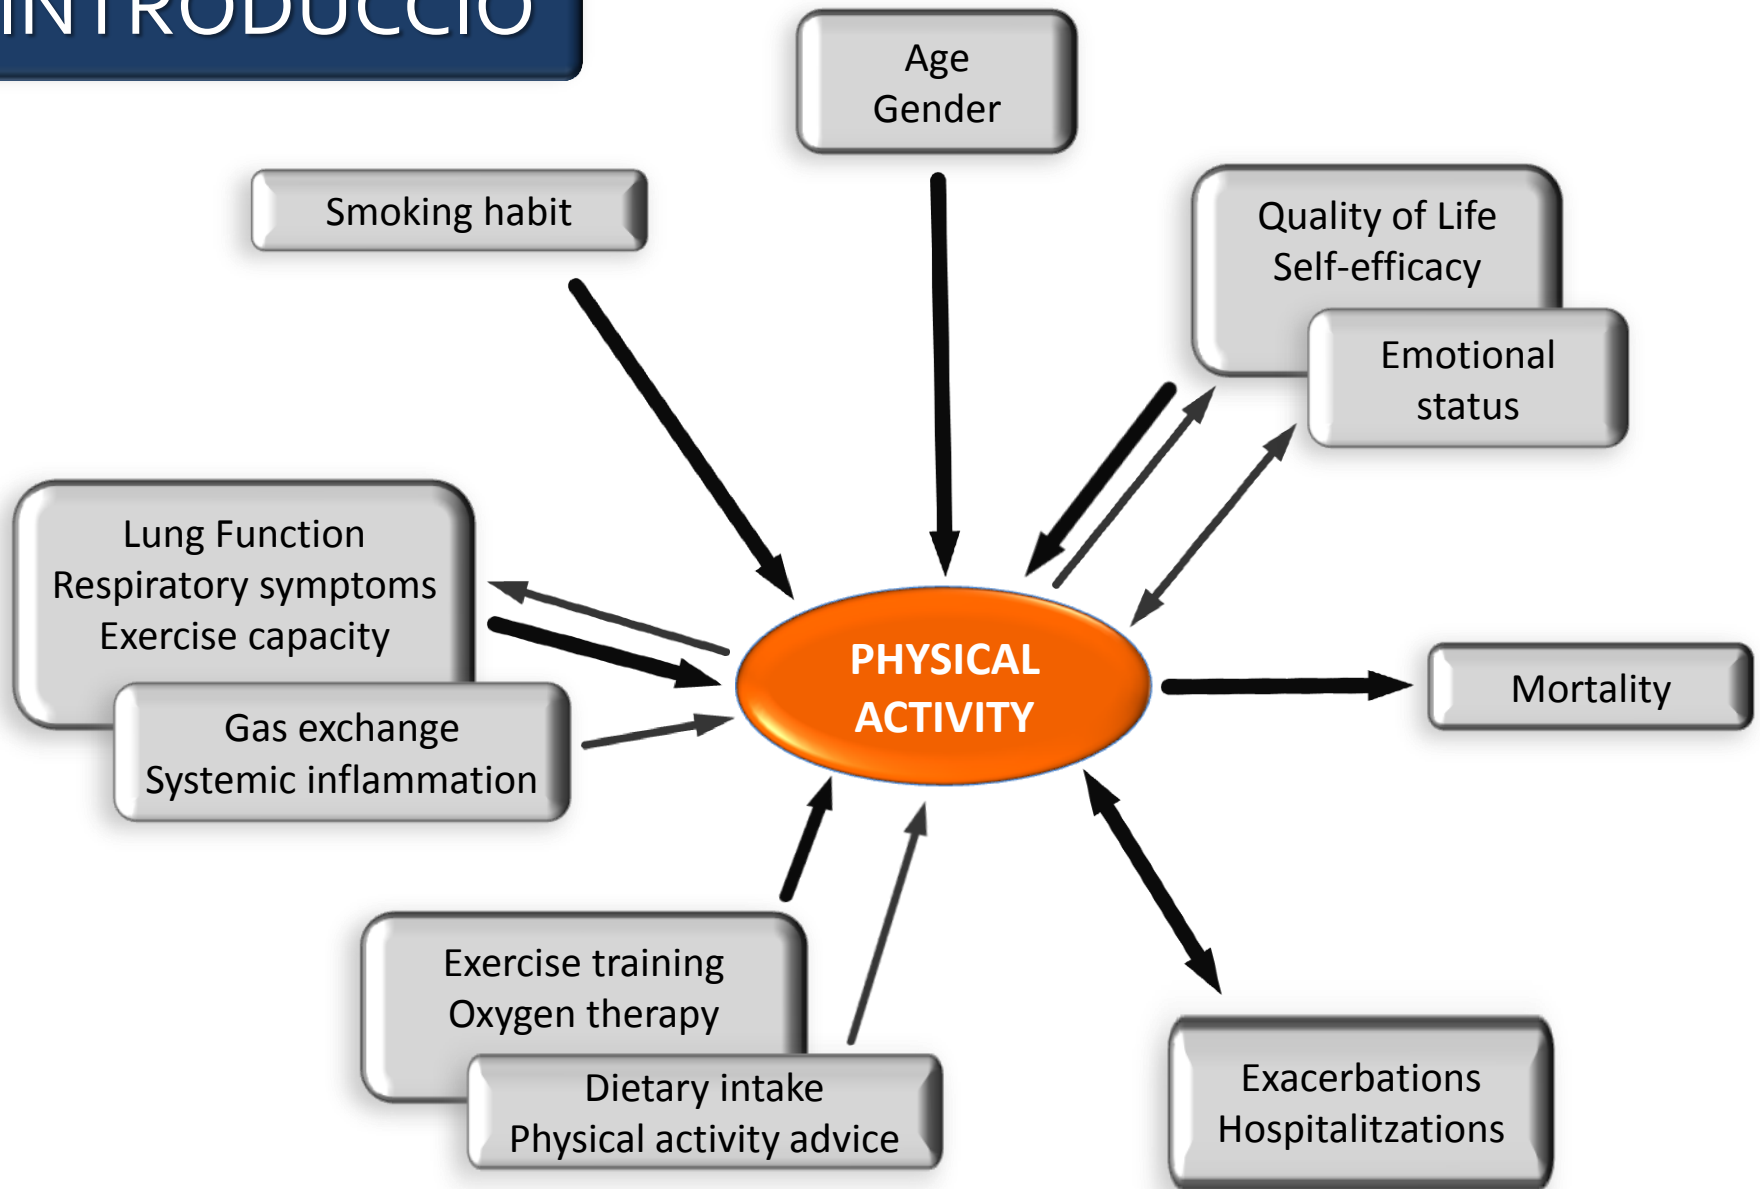 INTRODUCCIÓ
Age
Gender
Smoking habit
Quality of Life
Self-efficacy
Emotional
status
Lung Function
Respiratory symptoms
Exercise capacity
Gas exchange
Systemic inflammation
PHYSICAL
ACTIVITY
Mortality
Exercise training
Oxygen therapy
Dietary intake
Physical activity advice
Exacerbations
Hospitalitzations